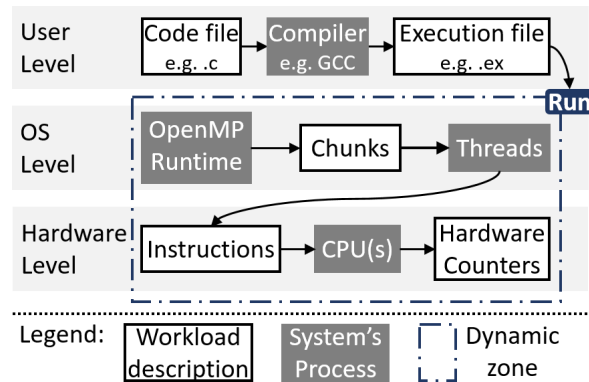 User
Level
Code file
e.g. .c
Compiler
e.g. GCC
Execution file
e.g. .ex
Run
OS
Level
OpenMP
Runtime
Chunks
Threads
Hardware
Level
Instructions
CPU(s)
Hardware
Counters
Legend:
Workload
description
System's
Process
Dynamic
zone